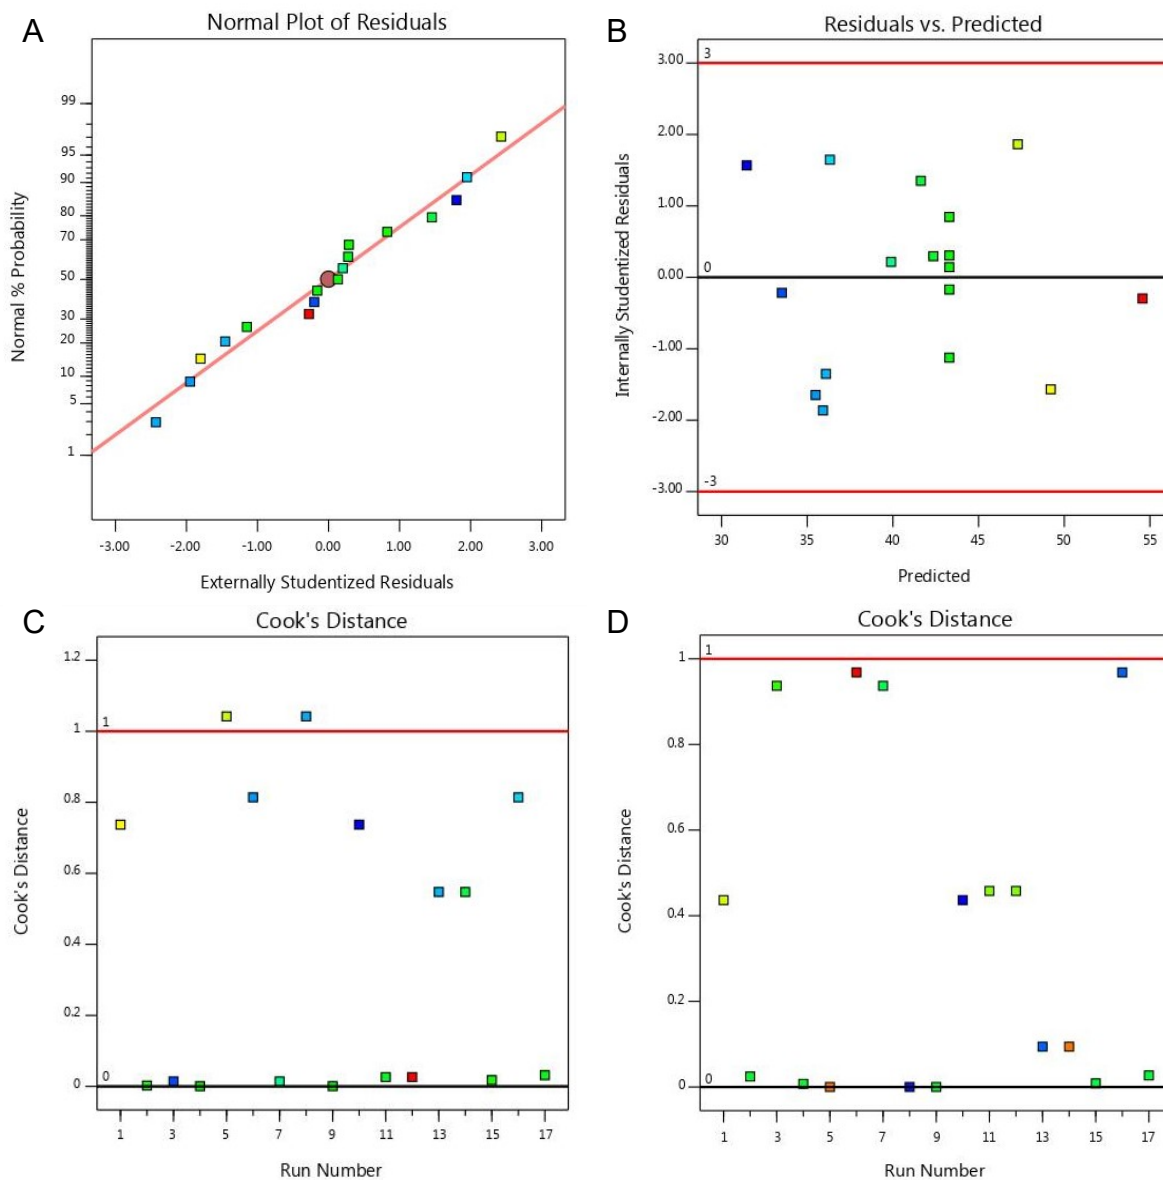 A
Normal Plot of Residuals
Normal % Probability
99
95
90
80
70
50
30
20
10
5
1
-3.00 -2.00 -1.00 0.00 1.00 2.00 3.00
Externally Studentized Residuals
B
Residuals vs. Predicted
Internally Studentized Residuals
3.00
2.00
1.00
0.00
-1.00
-2.00
-3.00
3
0
-3
30 35 40 45 50 55
Predicted
C
Cook's Distance
Cook's Distance
1.2
1
0.8
0.6
0.4
0.2
0
1
0
1 3 5 7 9 11 13 15 17
Run Number
D
Cook's Distance
Cook's Distance
1
0.8
0.6
0.4
0.2
0
1
0
1 3 5 7 9 11 13 15 17
Run Number